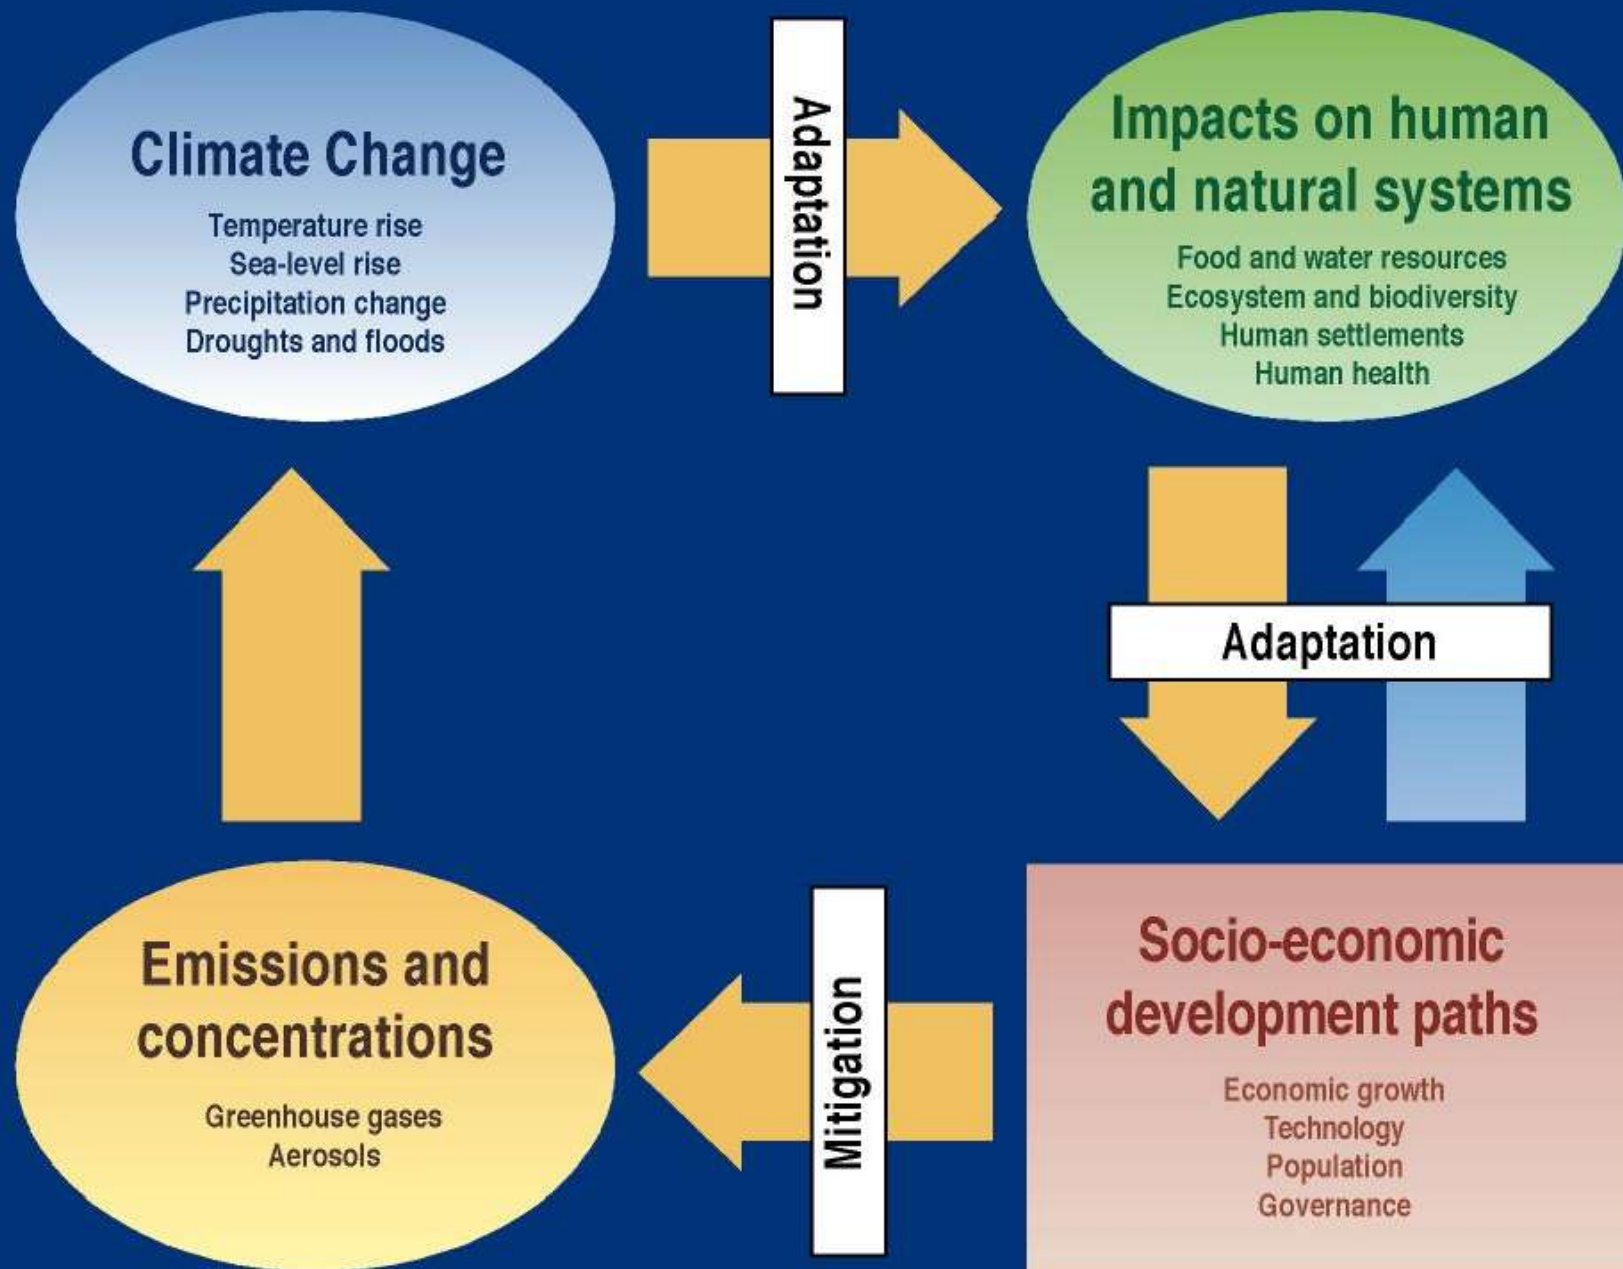 Climate Change
Temperature rise
Sea-level rise
Precipitation change
Droughts and floods
Adaptation
Impacts on human
and natural systems
Food and water resources
Ecosystem and biodiversity
Human settlements
Human health
Adaptation
Emissions and
concentrations
Greenhouse gases
Aerosols
Mitigation
Socio-economic
development paths
Economic growth
Technology
Population
Governance